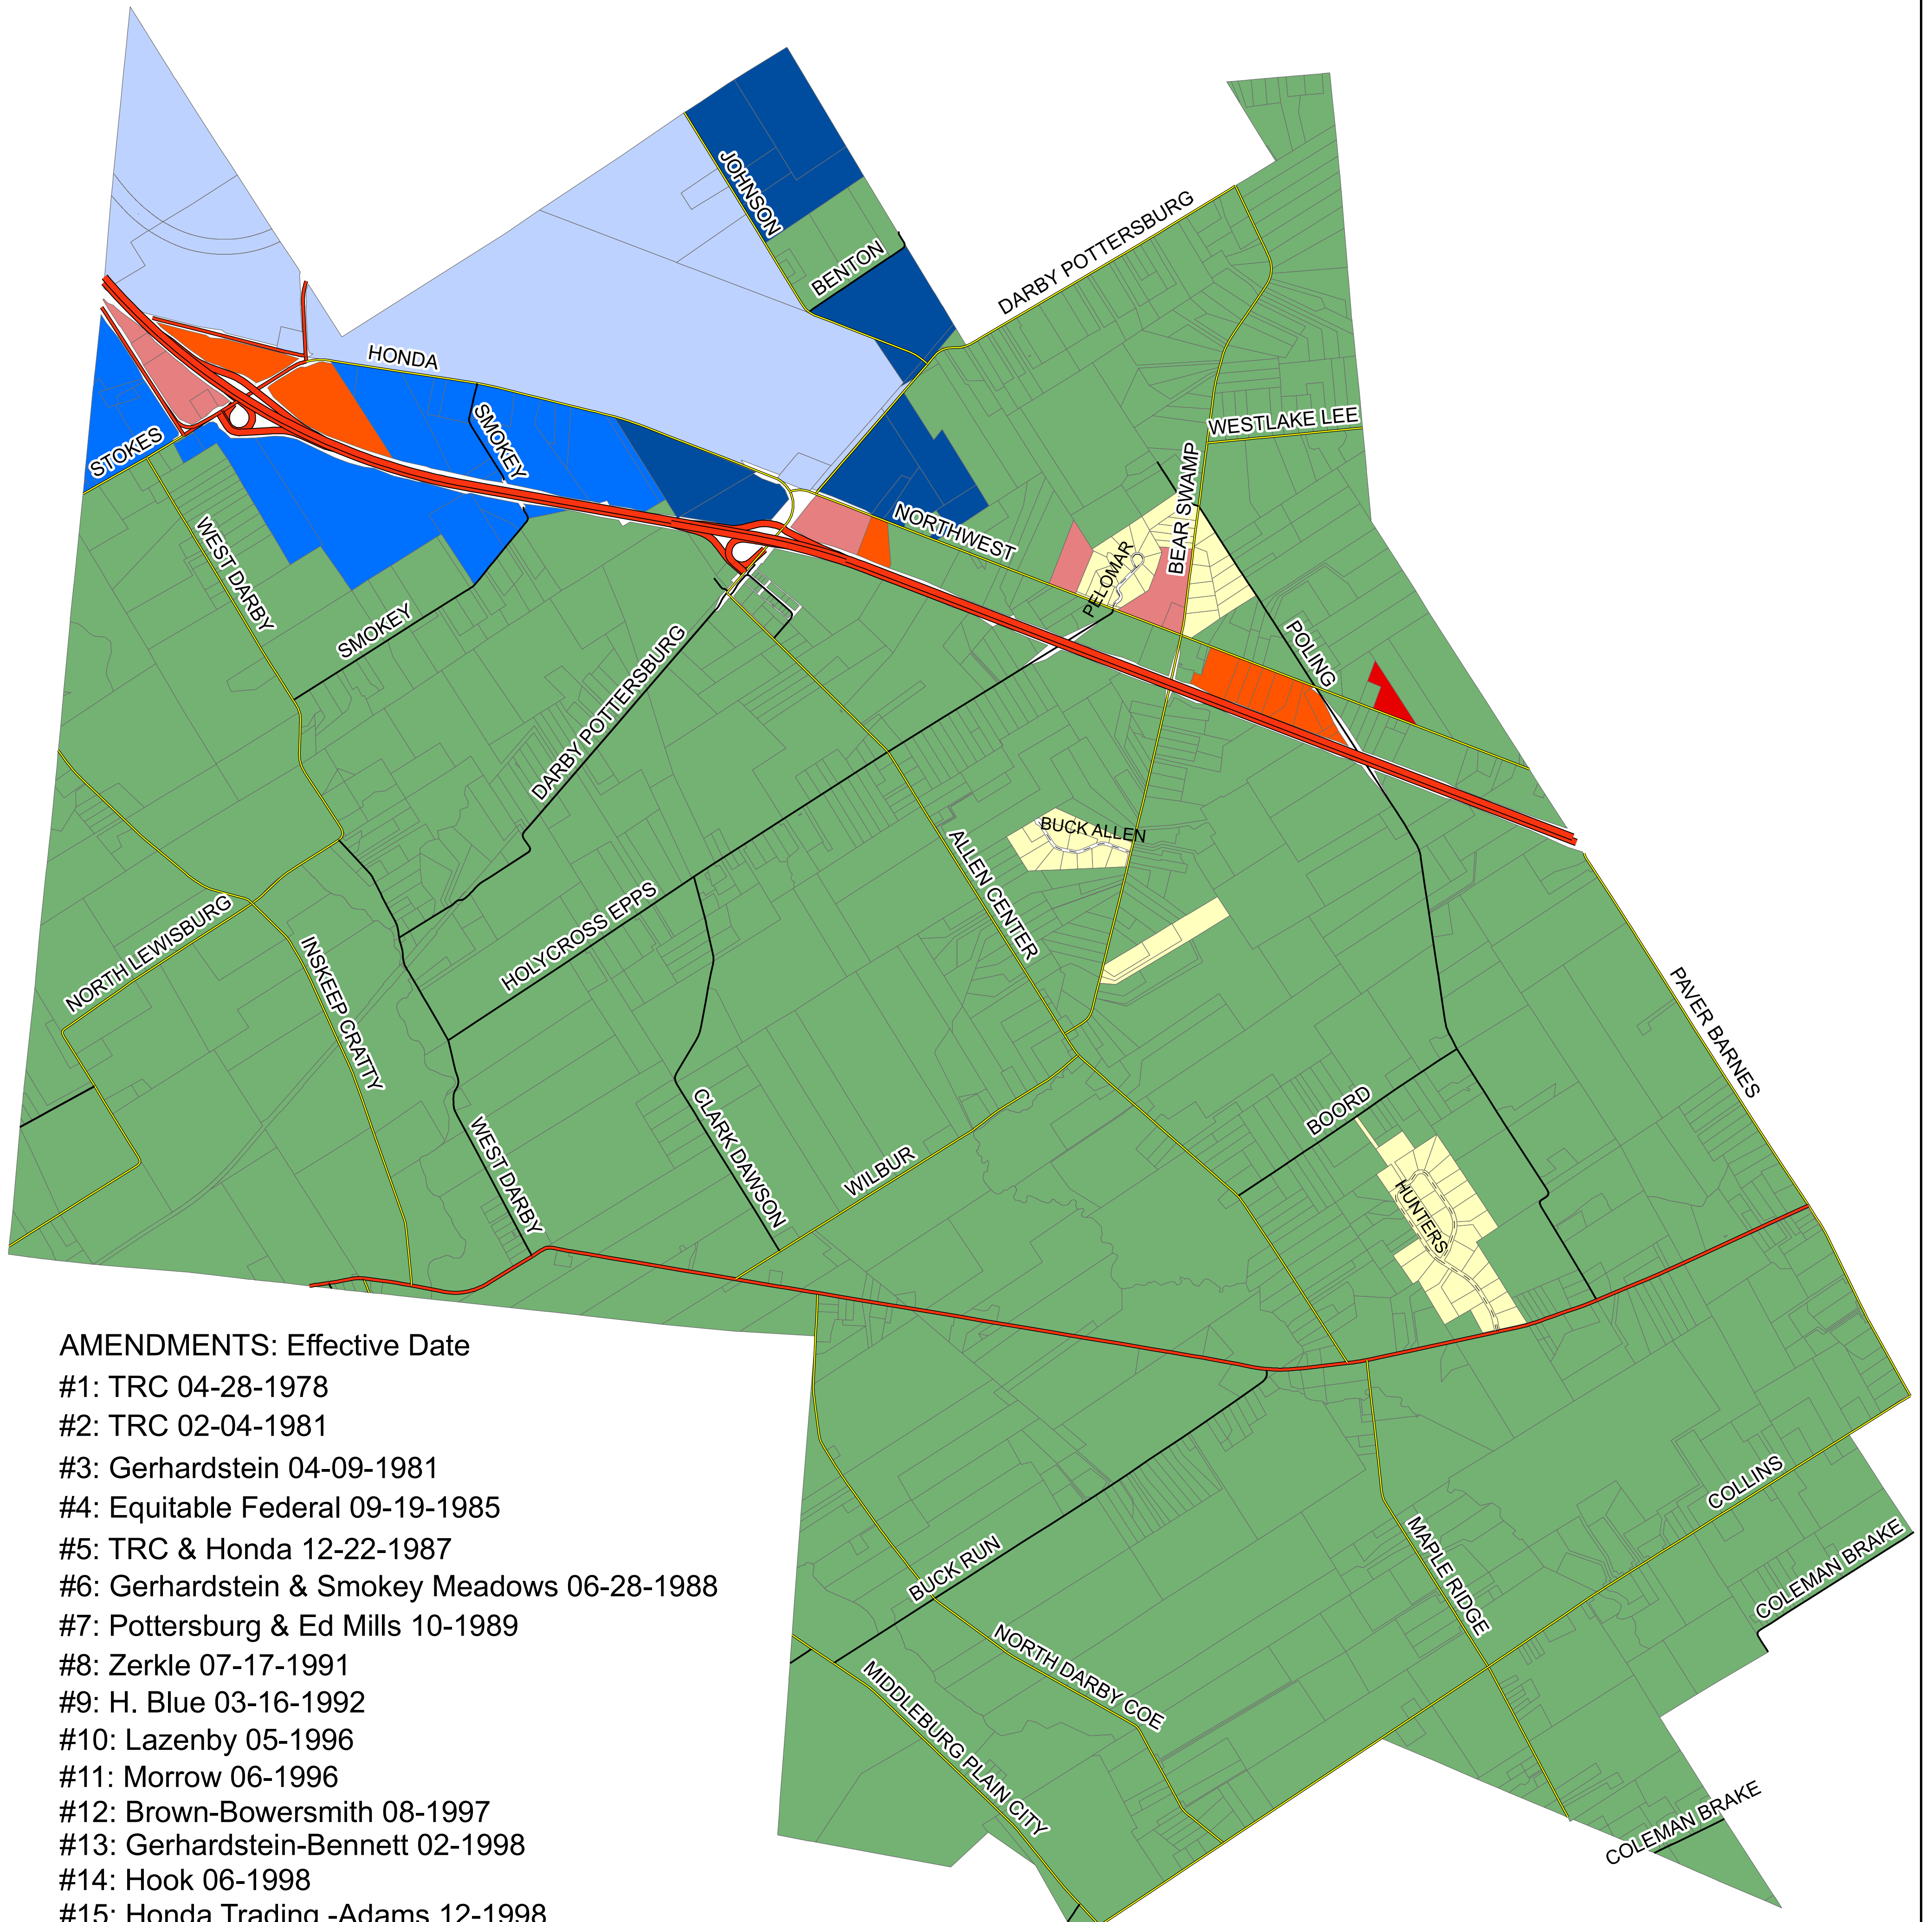 JOHNSON
BENTON
DARBY POTTERSBURG
HONDA
SMOKEY
STOKES
WESTLAKE LEE
BEAR SWAMP
NORTHWEST
PELOMAR
WEST DARBY
SMOKEY
DARBY POTTERSBURG
POLING
BUCK ALLEN
ALLEN CENTER
HOLYCROSS EPPS
NORTH LEWISBURG
INSKEEP CRATTY
PAVER BARNES
CLARK DAWSON
BOORD
WEST DARBY
WILBUR
HUNTERS
COLLINS
MAPLE RIDGE
COLEMAN BRAKE
BUCK RUN
NORTH DARBY COE
MIDDLEBURG PLAIN CITY
COLEMAN BRAKE
AMENDMENTS: Effective Date
#1: TRC 04-28-1978
#2: TRC 02-04-1981
#3: Gerhardstein 04-09-1981
#4: Equitable Federal 09-19-1985
#5: TRC & Honda 12-22-1987
#6: Gerhardstein & Smokey Meadows 06-28-1988
#7: Pottersburg & Ed Mills 10-1989
#8: Zerkle 07-17-1991
#9: H. Blue 03-16-1992
#10: Lazenby 05-1996
#11: Morrow 06-1996
#12: Brown-Bowersmith 08-1997
#13: Gerhardstein-Bennett 02-1998
#14: Hook 06-1998
#15: Honda Trading -Adams 12-1998